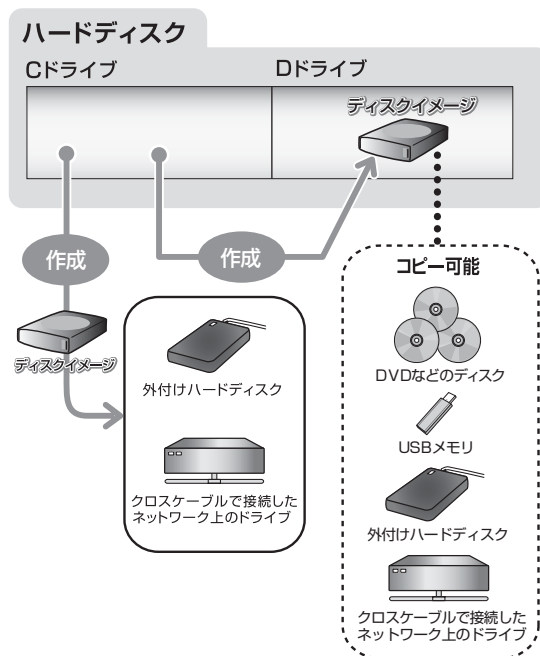 ハードディスク
Cドライブ
Dドライブ
ディスクイメージ
作成
作成
コピー可能
ディスクイメージ
外付けハードディスク
クロスケーブルで接続した
ネットワーク上のドライブ
DVDなどのディスク
USBメモリ
外付けハードディスク
クロスケーブルで接続した
ネットワーク上のドライブ